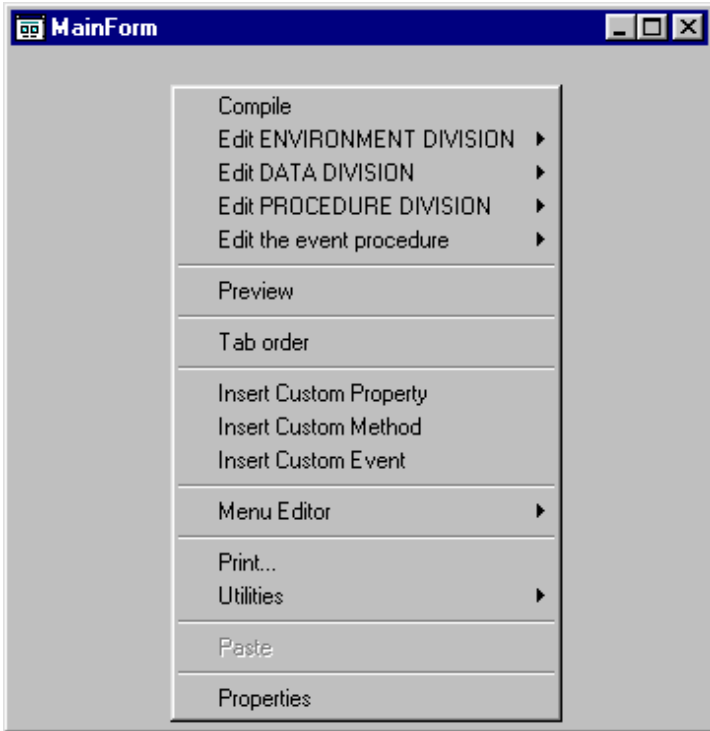 MainForm
Compile
Edit ENVIRONMENT DIVISION
Edit DATA DIVISION
Edit PROCEDURE DIVISION
Edit the event procedure
Preview
Tab order
Insert Custom Property
Insert Custom Method
Insert Custom Event
Menu Editor
Print...
Utilities
Paste
Properties